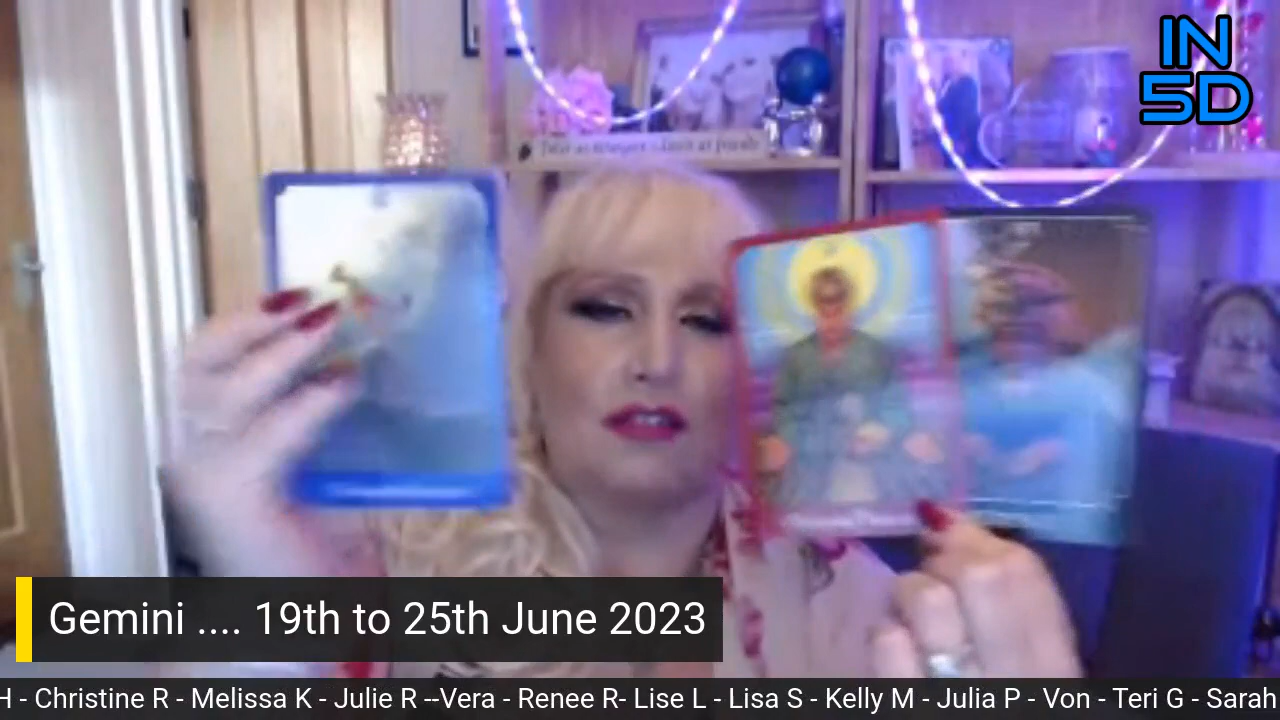 IN
5D
Gemini .... 19th to 25th June 2023
H - Christine R - Melissa K - Julie R --Vera - Renee R- Lise L - Lisa S - Kelly M - Julia P - Von - Teri G - Sarah